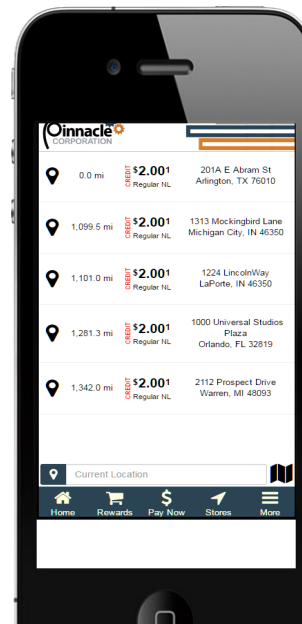 Pinnacle
CORPORATION
0.0 mi
CREDIT
$2.001
Regular NL
201A E Abram St
Arlington, TX 76010
1,099.5 mi
CREDIT
$2.001
Regular NL
1313 Mockingbird Lane
Michigan City, IN 46350
1,101.0 mi
CREDIT
$2.001
Regular NL
1224 LincolnWay
LaPorte, IN 46350
1,281.3 mi
CREDIT
$2.001
Regular NL
1000 Universal Studios
Plaza
Orlando, FL 32819
1,342.0 mi
CREDIT
$2.001
Regular NL
2112 Prospect Drive
Warren, MI 48093
Current Location
Home Rewards Pay Now Stores More